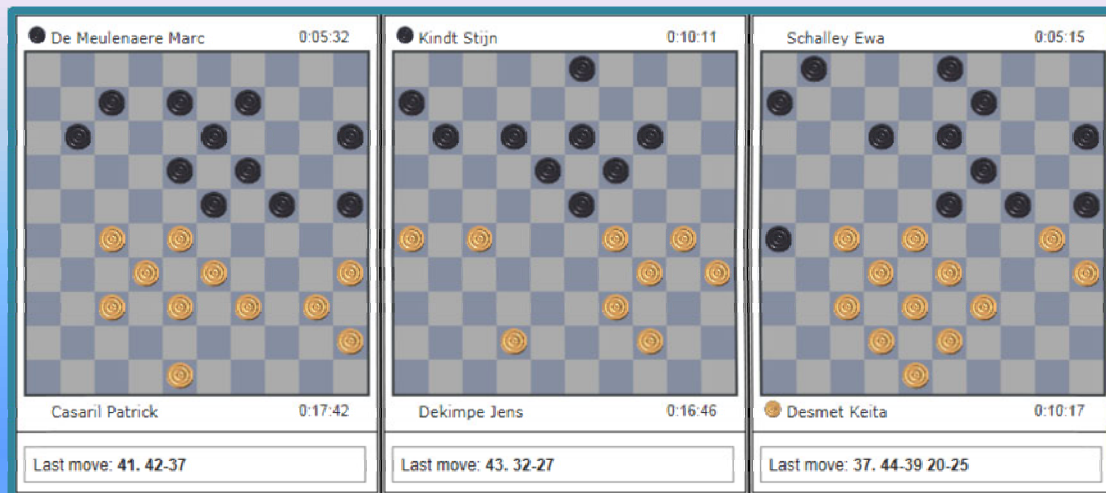 De Meulenaere Marc 0:05:32
Kindt Stijn 0:10:11
Schalley Ewa 0:05:15
Casaril Patrick 0:17:42
Dekimpe Jens 0:16:46
Desmet Keita 0:10:17
Last move: 41. 42-37
Last move: 43. 32-27
Last move: 37. 44-39 20-25